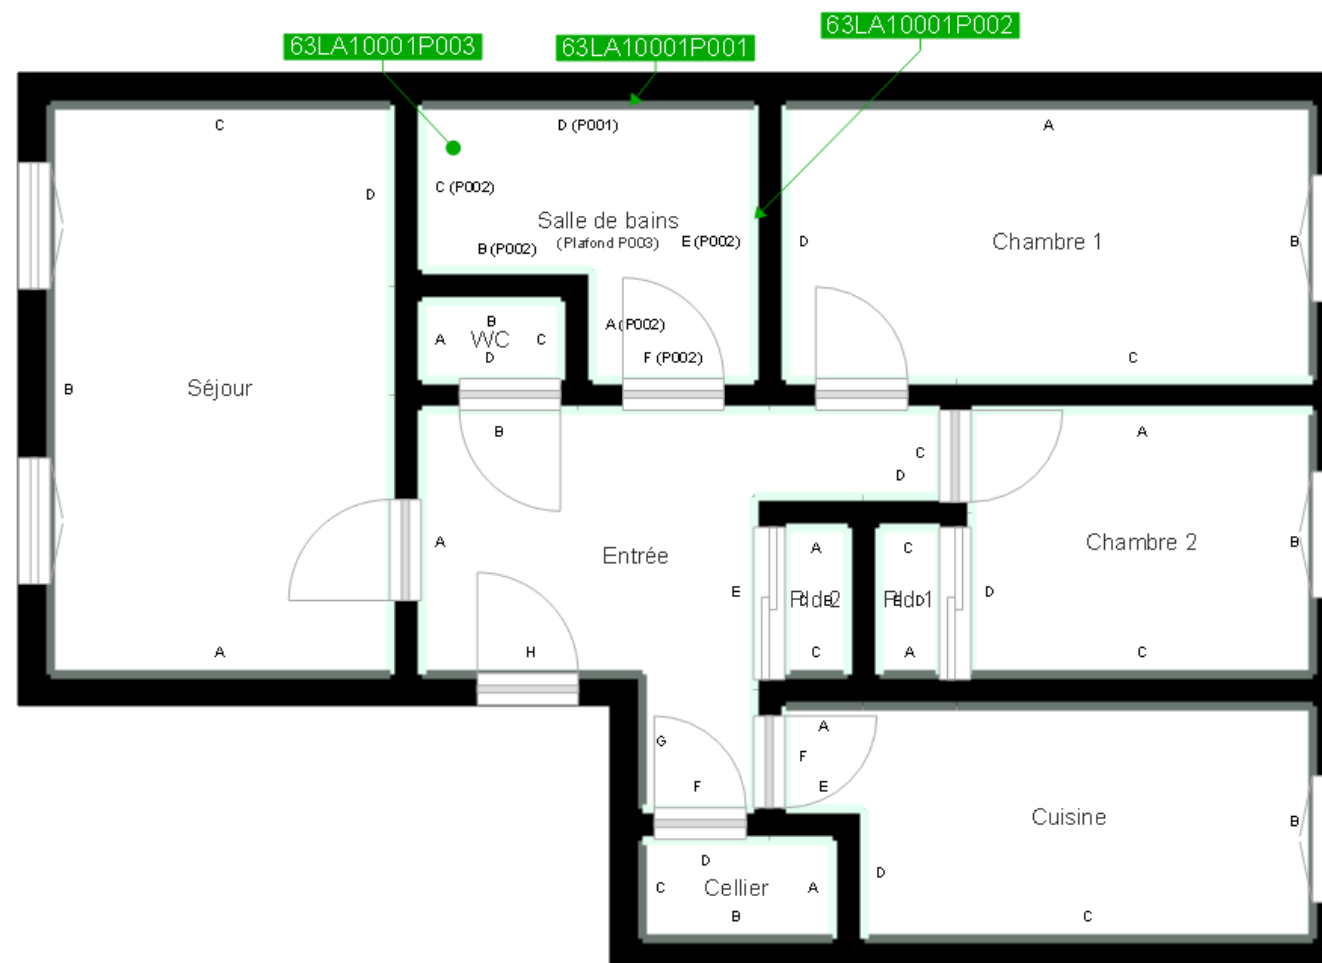 63LA10001P003
63LA10001P001
63LA10001P002
C
D
B
Séjour
A
D (P001)
C (P002)
Salle de bains
(Plafond P003)
B (P002)
E (P002)
A (P002)
F (P002)
A
D
Chambre 1
B
C
B
A
WC
C
D
B
C
D
A
Entrée
E
H
G
F
A
Chambre 2
B
D
C
A
C
B
C
C
E
D
A
A
F
E
Cuisine
B
D
C
D
C
Cellier
A
B